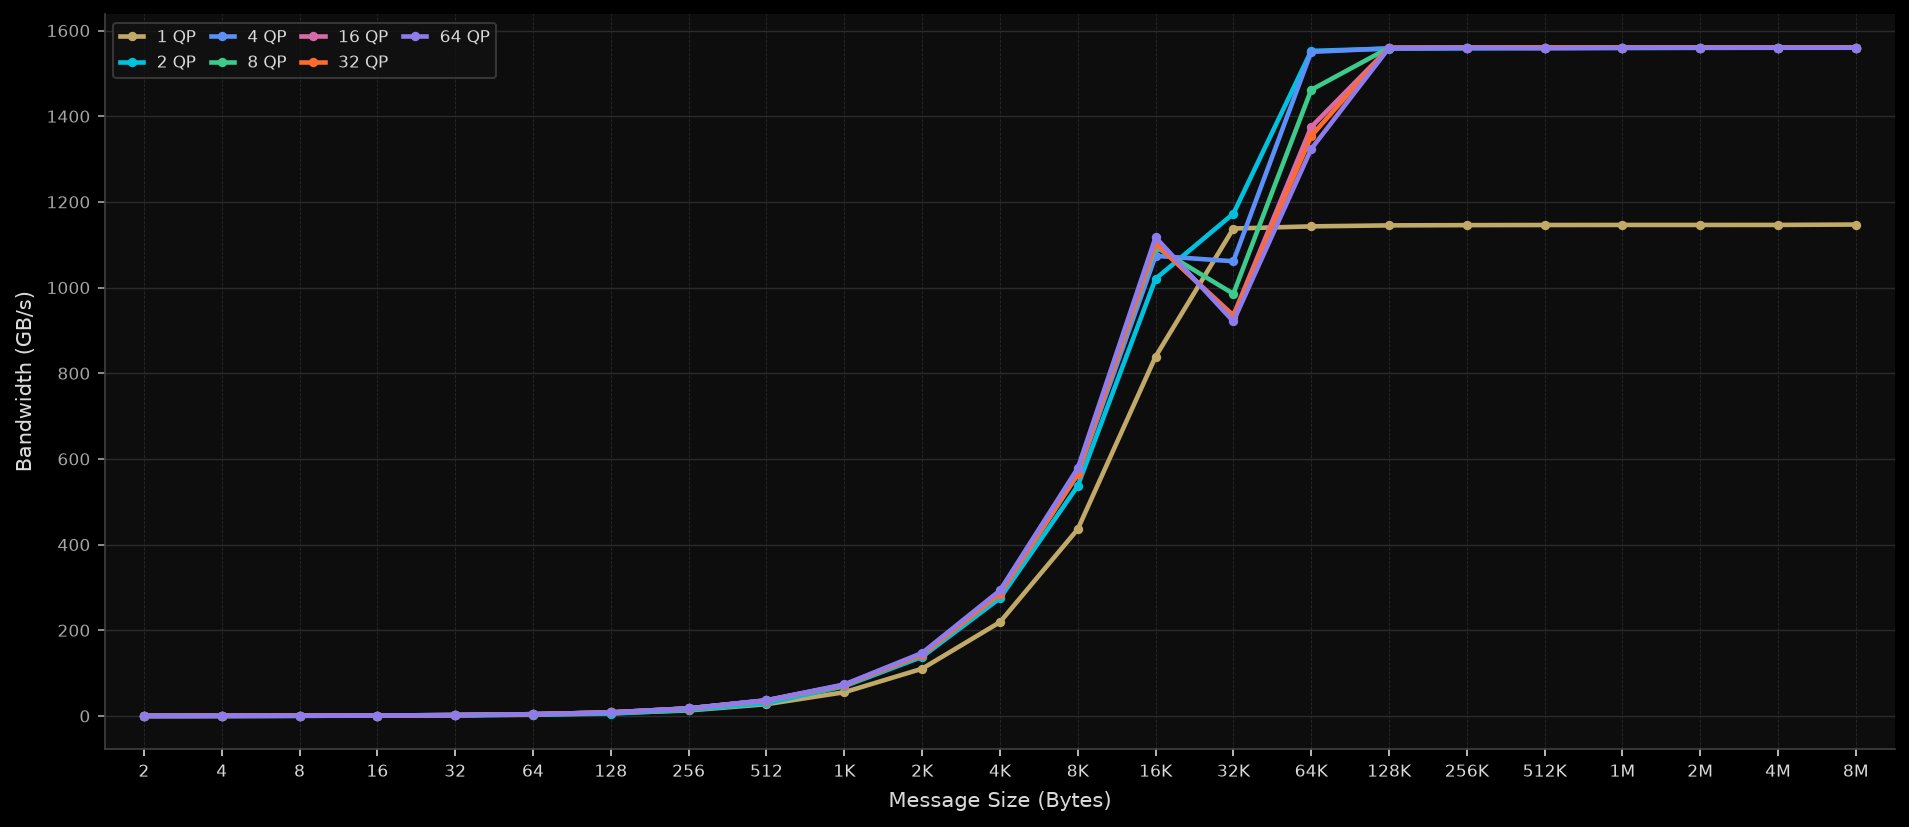 1 QP
2 QP
4 QP
8 QP
16 QP
32 QP
64 QP
Bandwidth (GB/s)
1600
1400
1200
1000
800
600
400
200
0
2 4 8 16 32 64 128 256 512 1K 2K 4K 8K 16K 32K 64K 128K 256K 512K 1M 2M 4M 8M
Message Size (Bytes)